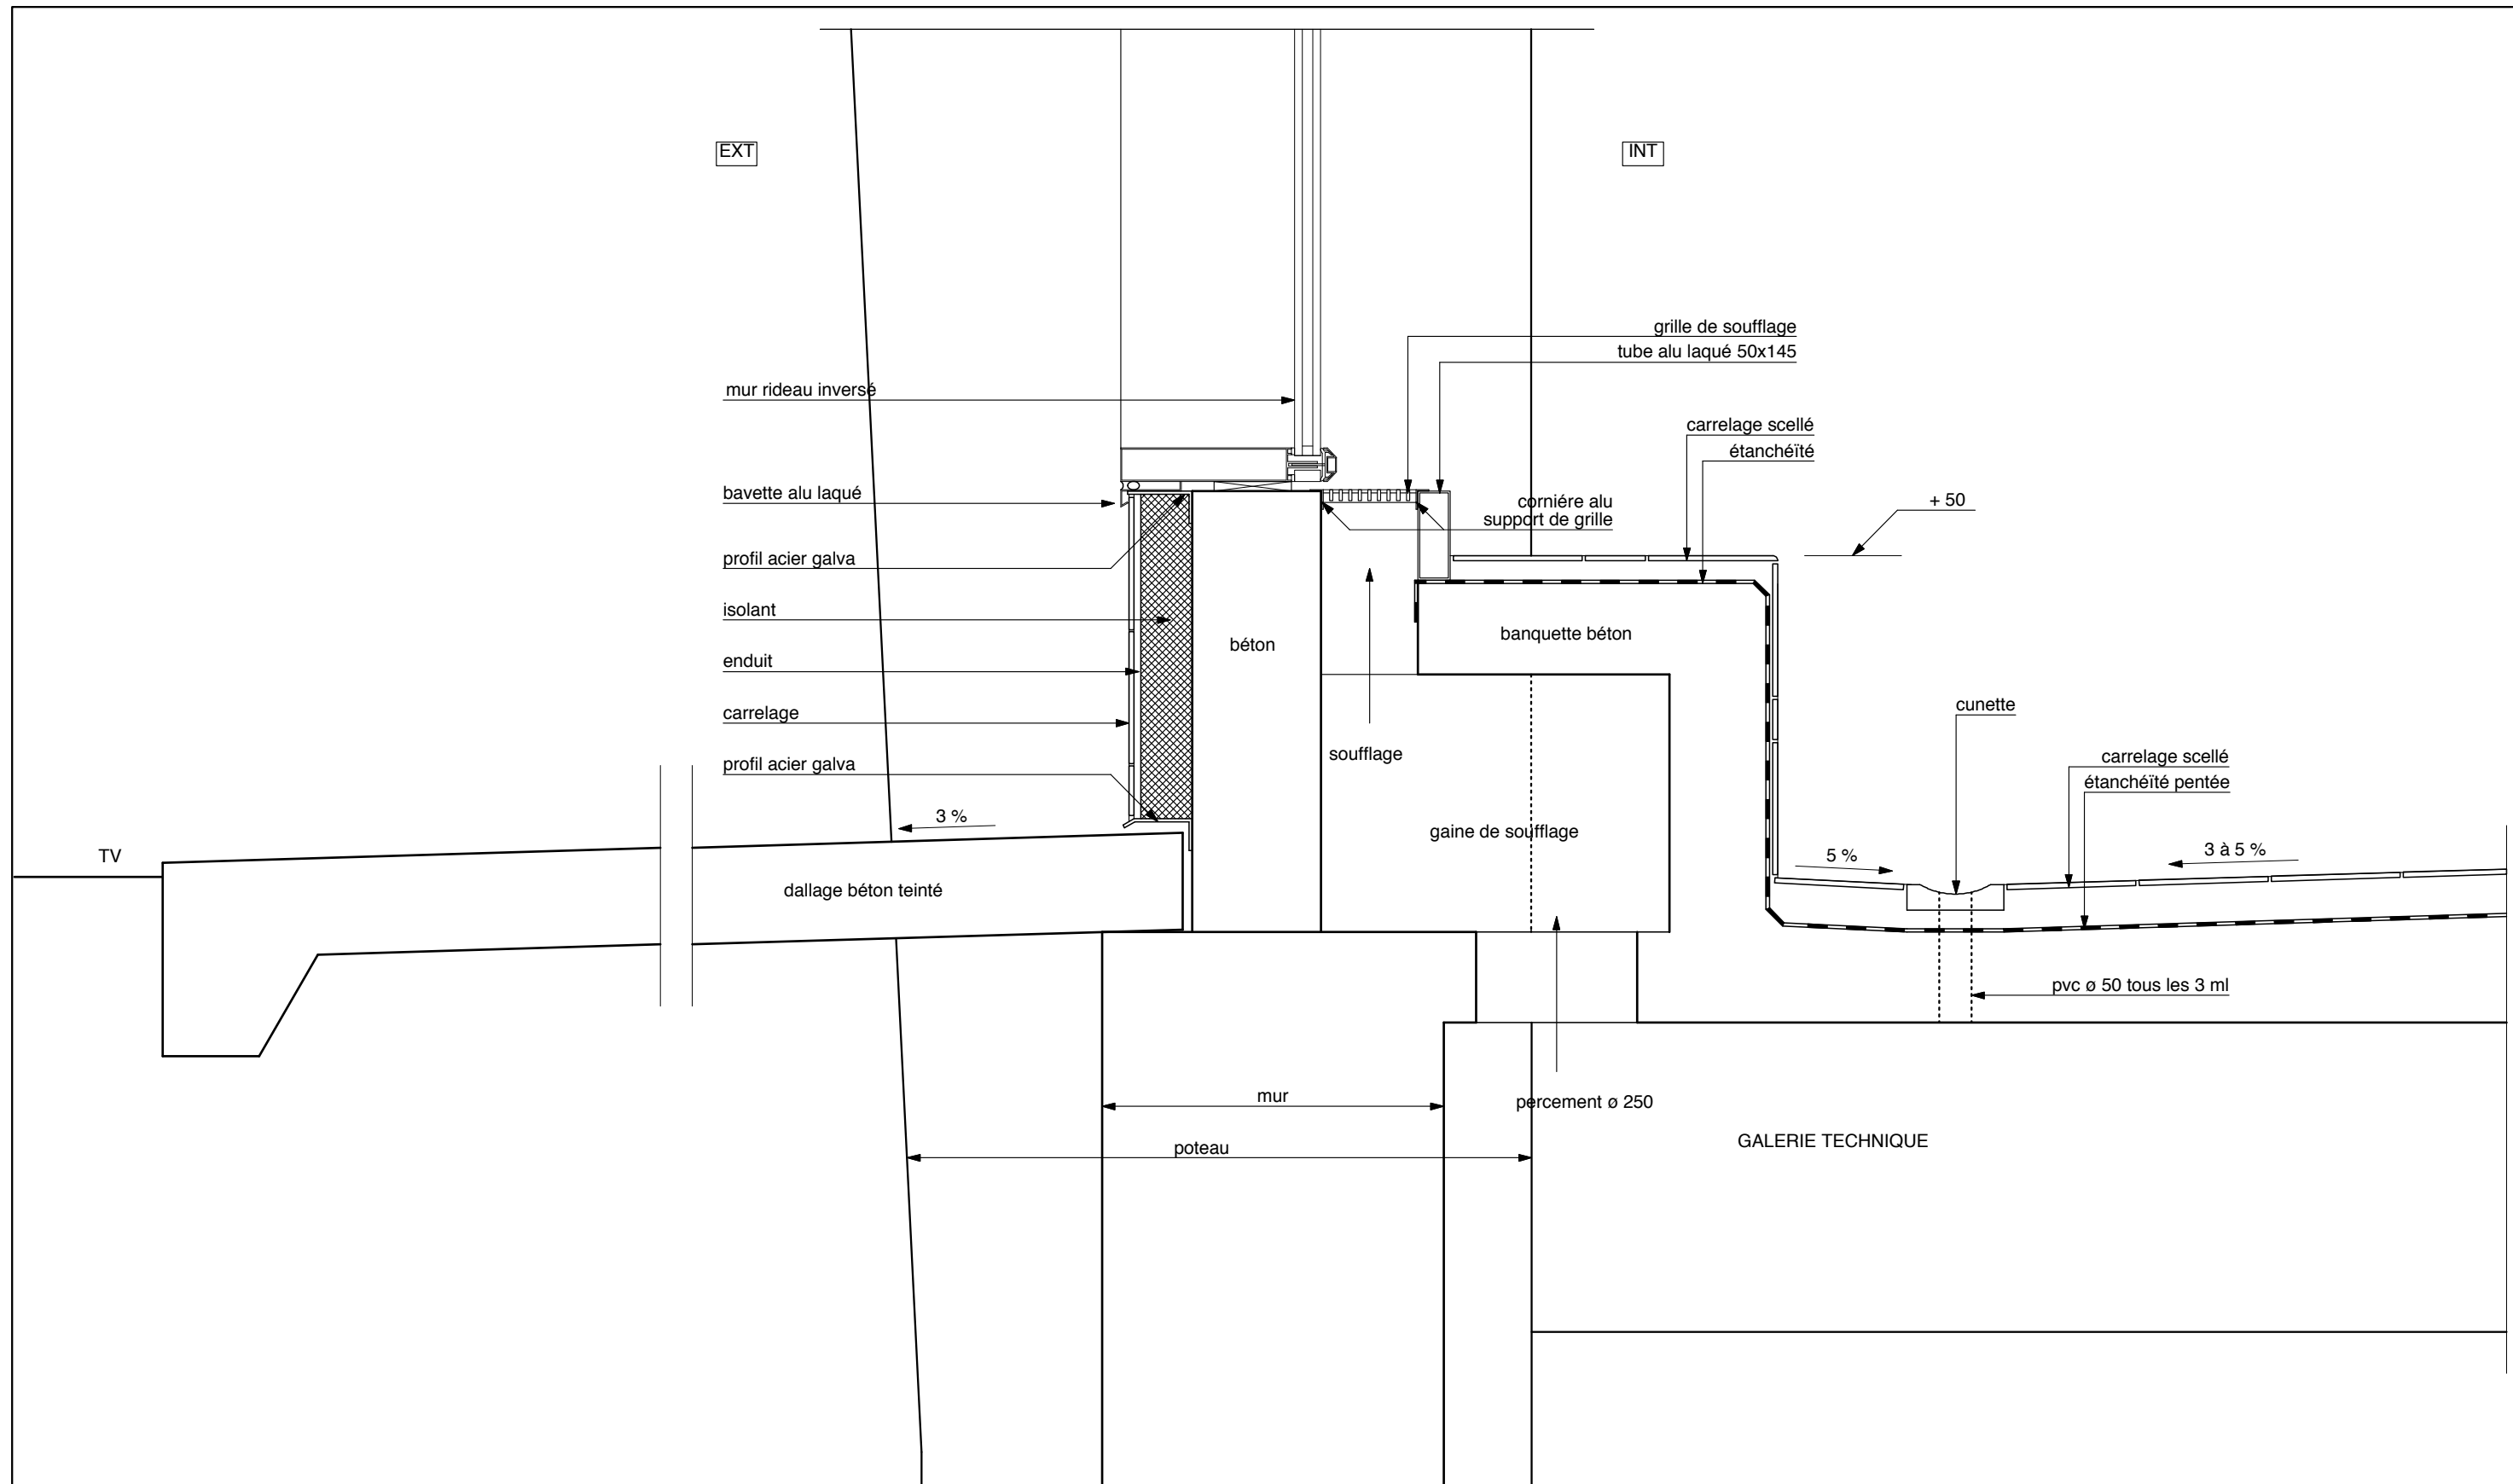 EXT
INT
grille de soufflage
tube alu laqué 50x145
mur rideau inversé
carrelage scellé
étanchéïté
bavette alu laqué
corniére alu
support de grille
+ 50
profil acier galva
isolant
banquette béton
béton
enduit
carrelage
cunette
soufflage
carrelage scellé
profil acier galva
étanchéïté pentée
3 %
gaine de soufflage
TV
5 %
3 à 5 %
dallage béton teinté
pvc ø 50 tous les 3 ml
mur
percement ø 250
poteau
GALERIE TECHNIQUE